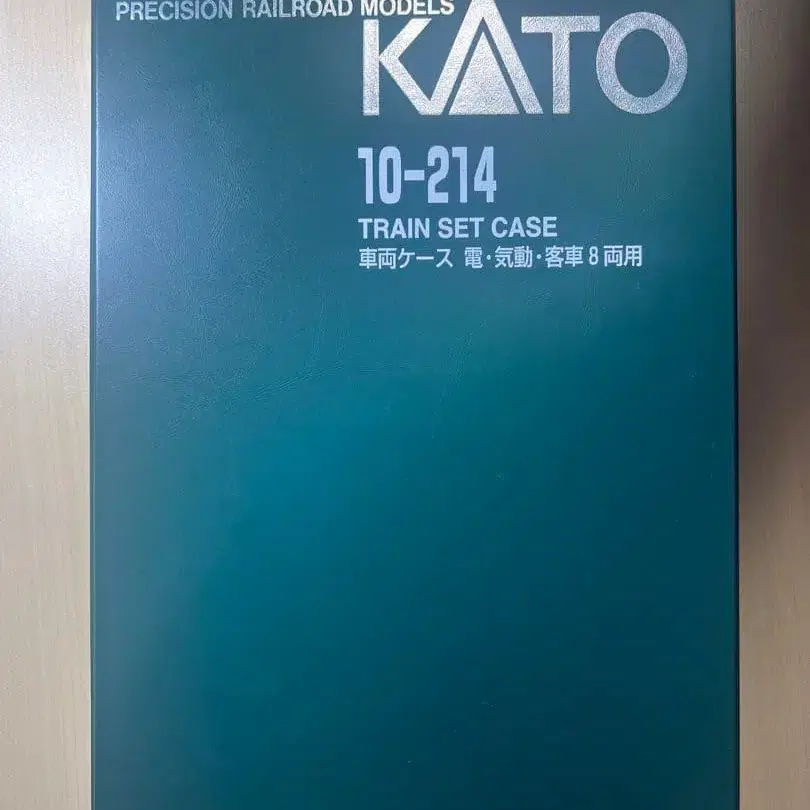 PRECISION RAILROAD MODELS
KATO
10-214
TRAIN SET CASE
車両ケース 電・気動・客車8両用